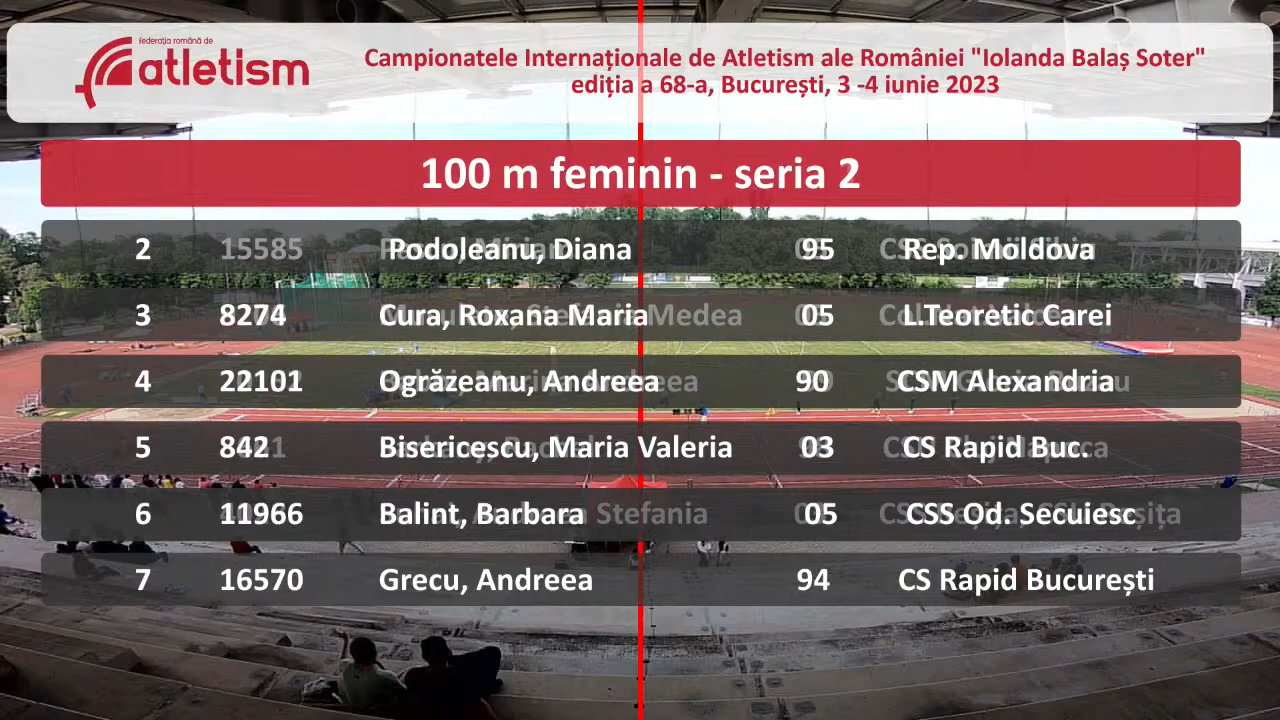 federația română de
atletism
Campionatele Internaționale de Atletism ale României "Iolanda Balaș Soter"
ediția a 68-a, București, 3 -4 iunie 2023
100 m feminin - seria 2
2 15585 Podoleanu, Diana 95 Rep. Moldova
3 8274 Cura, Roxana Maria 05 L.Teoretic Carei
4 22101 Ogrăzeanu, Andreea 90 CSM Alexandria
5 842 Bisericescu, Maria Valeria 03 CS Rapid Buc.
6 11966 Balint, Barbara 05 CSS Od. Secuiesc
7 16570 Grecu, Andreea 94 CS Rapid București